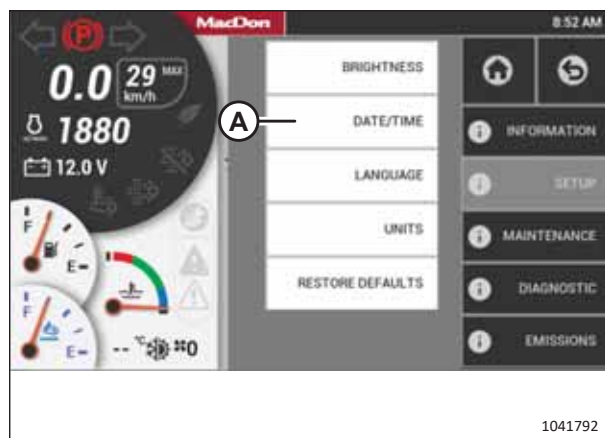 MacDon
8:52 AM
P
0.0
29 MAX
km/h
1880
12.0 V
F
E
F
E
-- °C
0
BRIGHTNESS
A
DATE/TIME
LANGUAGE
UNITS
RESTORE DEFAULTS
INFORMATION
SETUP
MAINTENANCE
DIAGNOSTIC
EMISSIONS
1041792